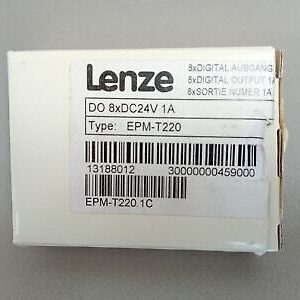 Lenze
8xDIGITAL AUSGANG
8xDIGITAL OUTPUT 1A
8xSORTIE NUMER 1A
DO 8xDC24V 1A
Type: EPM-T220
13188012 30000000459000
EPM-T220.1C